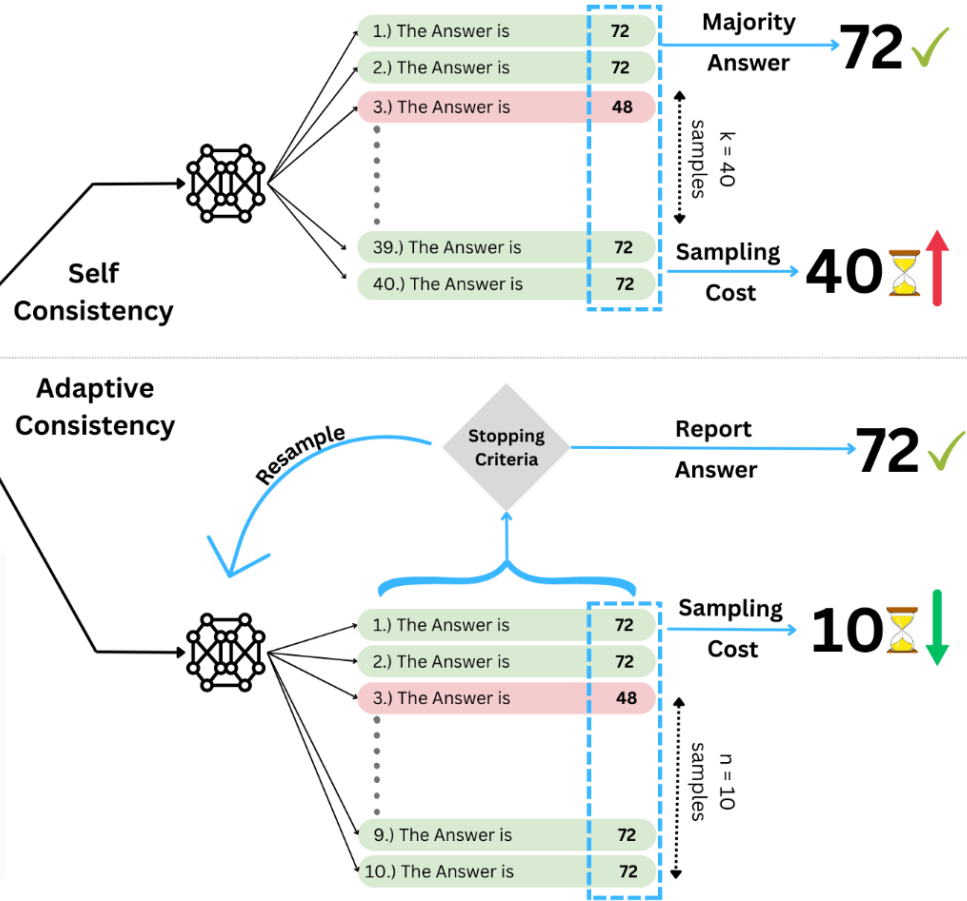 1.) The Answer is 72
2.) The Answer is 72
3.) The Answer is 48
39.) The Answer is 72
40.) The Answer is 72
Majority
Answer
72
k = 40
samples
Sampling
Cost
40
Self
Consistency
Adaptive
Consistency
Resample
Stopping
Criteria
Report
Answer
72
1.) The Answer is 72
2.) The Answer is 72
3.) The Answer is 48
9.) The Answer is 72
10.) The Answer is 72
Sampling
Cost
10
n = 10
samples